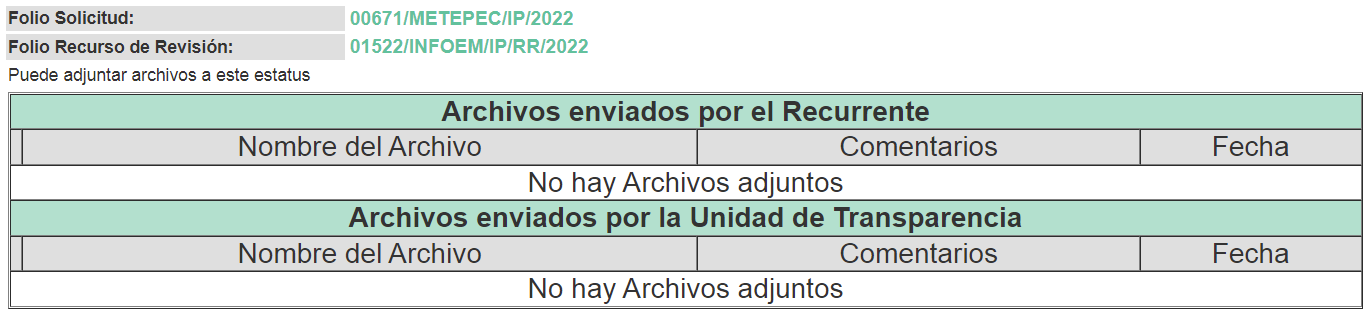 Folio Solicitud: 00671/METEPEC/IP/2022
Folio Recurso de Revisión: 01522/INFOEM/IP/RR/2022
Puede adjuntar archivos a este estatus
Archivos enviados por el Recurrente
Nombre del Archivo Comentarios Fecha
No hay Archivos adjuntos
Archivos enviados por la Unidad de Transparencia
Nombre del Archivo Comentarios Fecha
No hay Archivos adjuntos